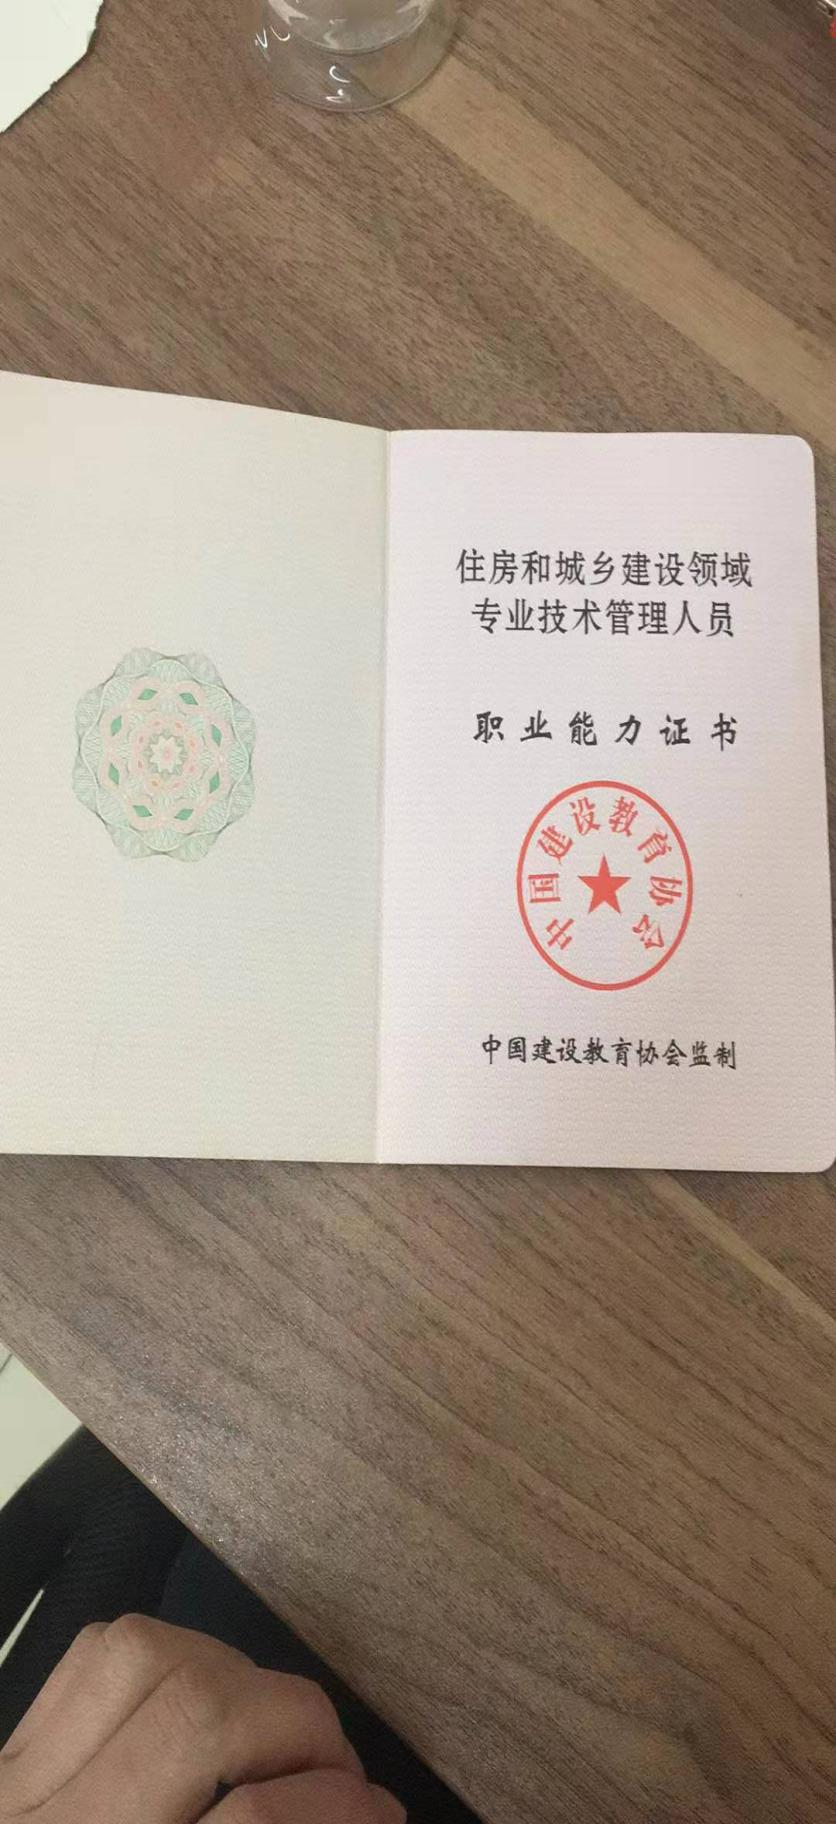 住房和城乡建设领域
专业技术管理人员
职业能力证书
中国建设教育协会
中国建设教育协会监制